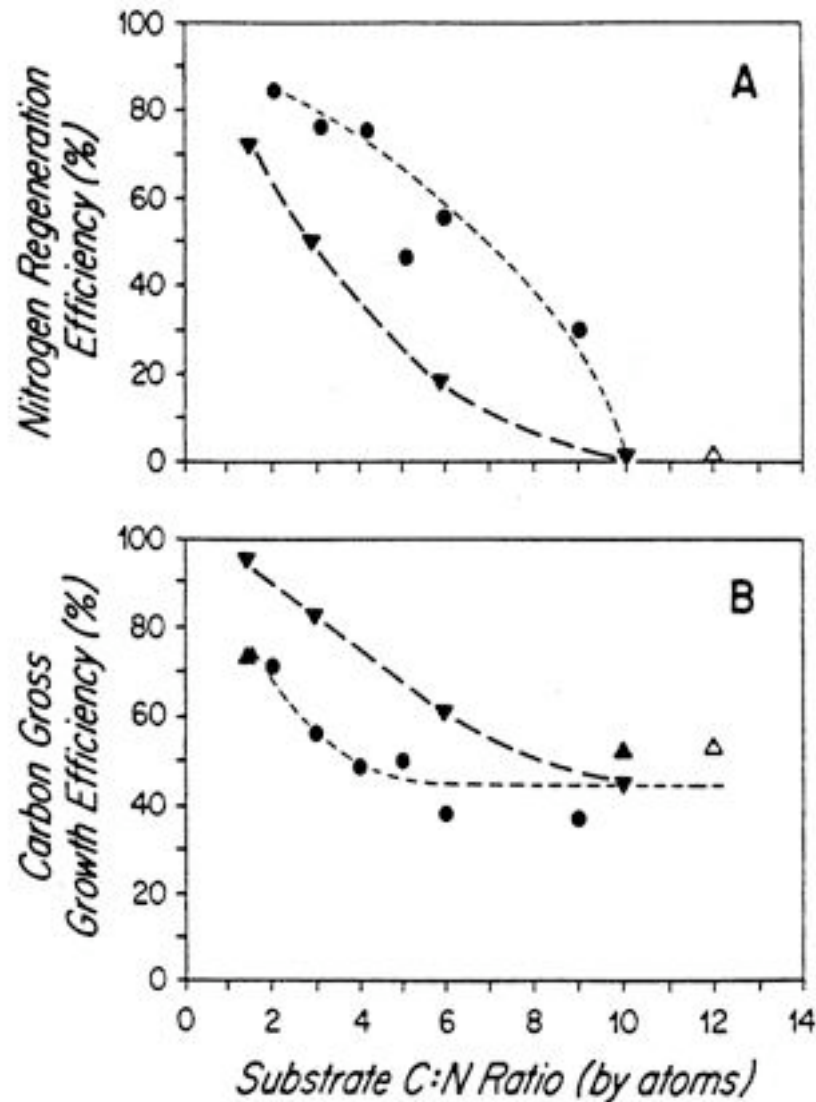 Nitrogen Regeneration
Efficiency (%)
100
80
60
40
20
0
A
Carbon Gross
Growth Efficiency (%)
100
80
60
40
20
0
B
0 2 4 6 8 10 12 14
Substrate C:N Ratio (by atoms)